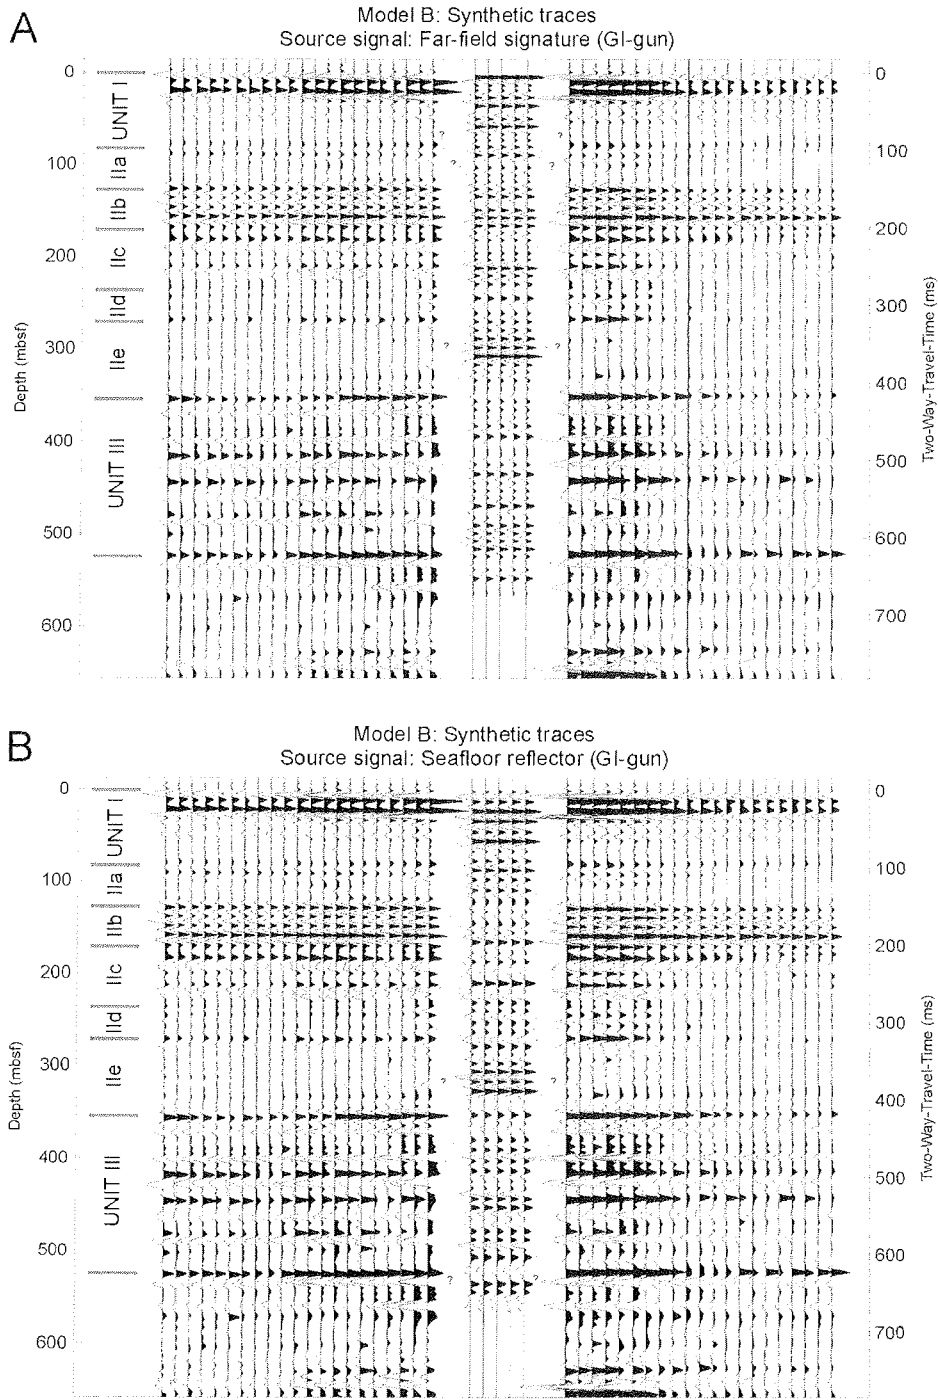 A
Model B: Synthetic traces
Source signal: Far-field signature (GI-gun)
Depth (mbsf)
0
100
200
300
400
500
600
UNIT I
IIa
IIb
IIc
IId
IIe
UNIT III
?
?
?
?
?
?
0
100
200
300
400
500
600
700
Two-Way-Travel-Time (ms)
B
Model B: Synthetic traces
Source signal: Seafloor reflector (GI-gun)
Depth (mbsf)
0
100
200
300
400
500
600
UNIT I
IIa
IIb
IIc
IId
IIe
UNIT III
?
?
?
?
0
100
200
300
400
500
600
700
Two-Way-Travel-Time (ms)